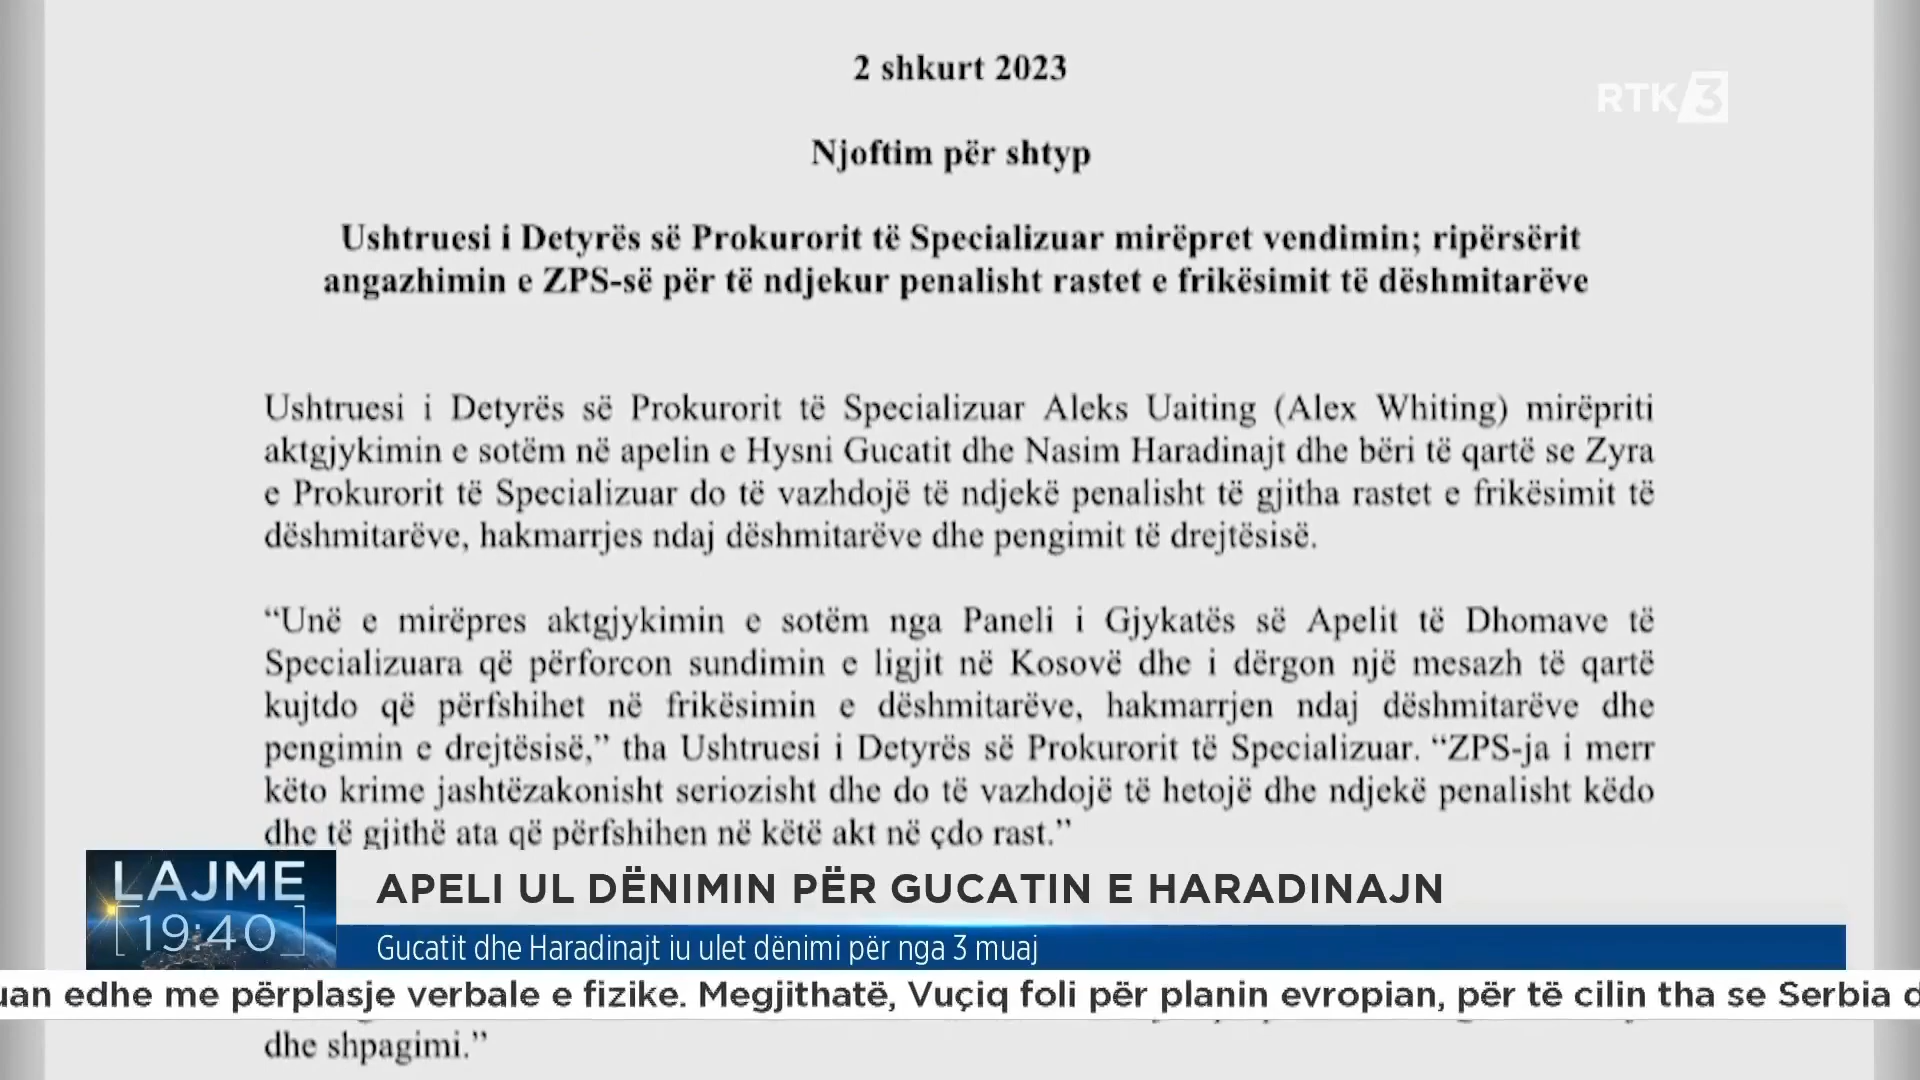 2 shkurt 2023
RTK 3
Njoftim për shtyp
Ushtruesi i Detyrës së Prokurorit të Specializuar mirëpret vendimin; ripërsërit
angazhimin e ZPS-së për të ndjekur penalisht rastet e frikësimit të dëshmitarëve
Ushtruesi i Detyrës së Prokurorit të Specializuar Aleks Uaiting (Alex Whiting) mirëpriti
aktgjykimin e sotëm në apelin e Hysni Gucatit dhe Nasim Haradinajt dhe bëri të qartë se Zyra
e Prokurorit të Specializuar do të vazhdojë të ndjekë penalisht të gjitha rastet e frikësimit të
dëshmitarëve, hakmarrjes ndaj dëshmitarëve dhe pengimit të drejtësisë.
“Unë e mirëpres aktgjykimin e sotëm nga Paneli i Gjykatës së Apelit të Dhomave të
Specializuara që përforcon sundimin e ligjit në Kosovë dhe i dërgon një mesazh të qartë
kujtdo që përfshihet në frikësimin e dëshmitarëve, hakmarrjen ndaj dëshmitarëve dhe
pengimin e drejtësisë,” tha Ushtruesi i Detyrës së Prokurorit të Specializuar. “ZPS-ja i merr
këto krime jashtëzakonisht seriozisht dhe do të vazhdojë të hetojë dhe ndjekë penalisht këdo
dhe të gjithë ata që përfshihen në këtë akt në çdo rast.”
LAJME
19:40
APELI UL DËNIMIN PËR GUCATIN E HARADINAJN
Gucatit dhe Haradinajt iu ulet dënimi për nga 3 muaj
uan edhe me përplasje verbale e fizike. Megjithatë, Vuçiq foli për planin evropian, për të cilin tha se Serbia d
dhe shpagimi.”